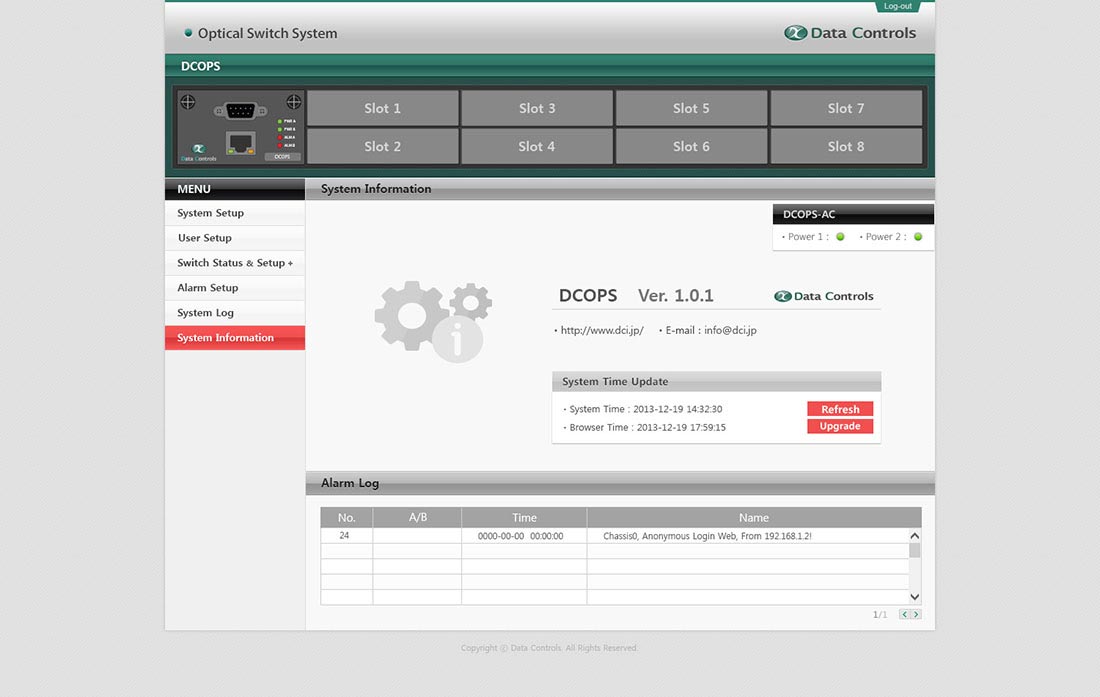 Log-out
Optical Switch System
Data Controls
DCOPS
Slot 1 Slot 3 Slot 5 Slot 7
PWR A
PWR B
ALM A
ALM B
Data Controls DCOPS
Slot 2 Slot 4 Slot 6 Slot 8
MENU
System Setup
User Setup
Switch Status & Setup +
Alarm Setup
System Log
System Information
System Information
DCOPS-AC
· Power 1 : · Power 2 :
DCOPS Ver. 1.0.1 Data Controls
· http://www.dci.jp/ · E-mail : info@dci.jp
System Time Update
· System Time : 2013-12-19 14:32:30 Refresh
· Browser Time : 2013-12-19 17:59:15 Upgrade
Alarm Log
No. A/B Time Name
24 0000-00-00 00:00:00 Chassis0, Anonymous Login Web, From 192.168.1.2!
1/1 < >
Copyright ⓒ Data Controls. All Rights Reserved.